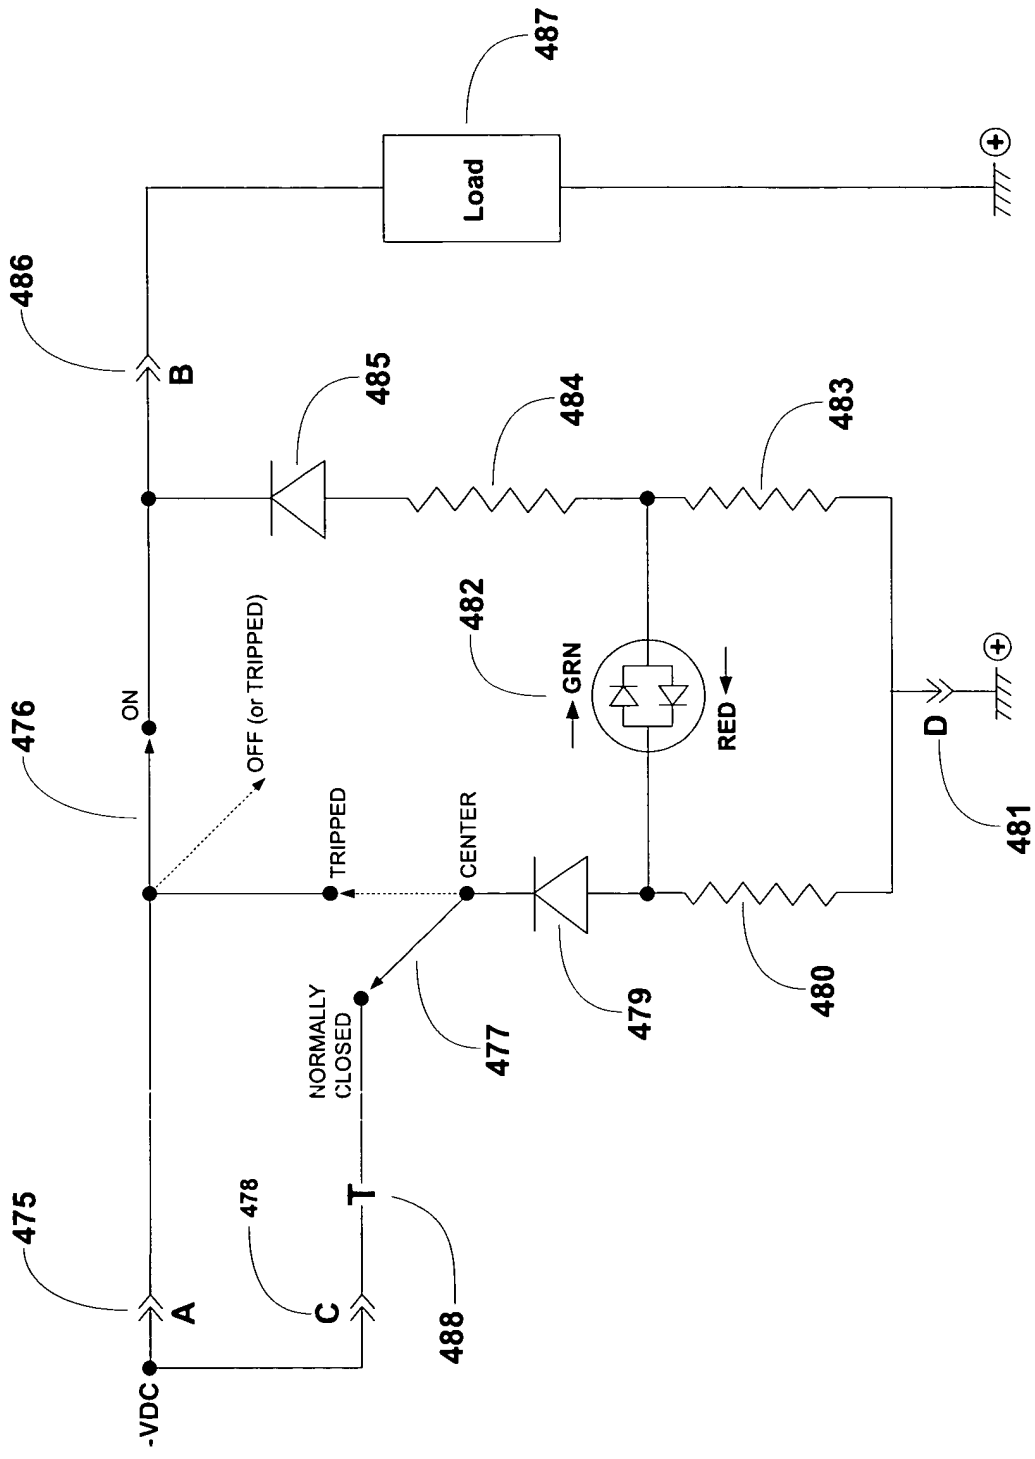 475
476
486
487
-VDC
A
ON
B
OFF (or TRIPPED)
Load
478
C
T
488
NORMALLY
CLOSED
TRIPPED
CENTER
477
479
485
484
482
GRN
RED
480
483
D
481
+
+